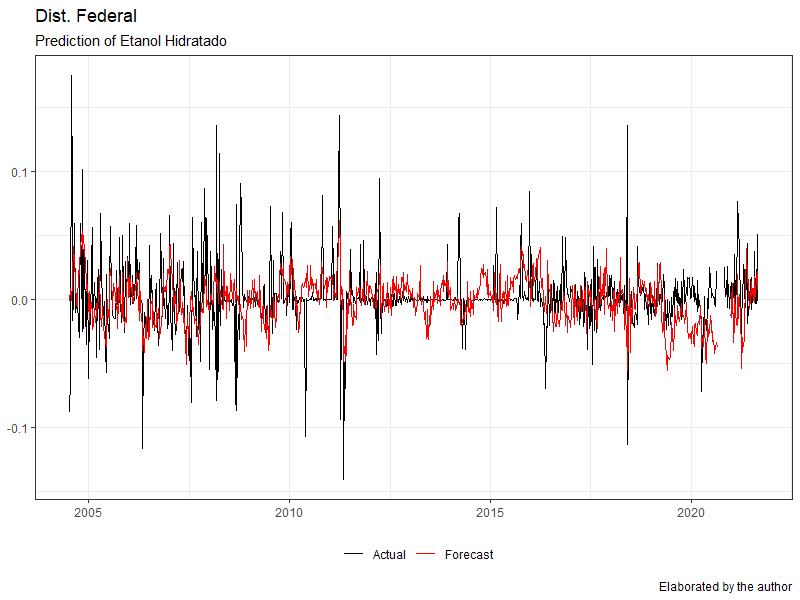 Dist. Federal
Prediction of Etanol Hidratado
0.1
0.0
-0.1
2005 2010 2015 2020
Actual Forecast
Elaborated by the author